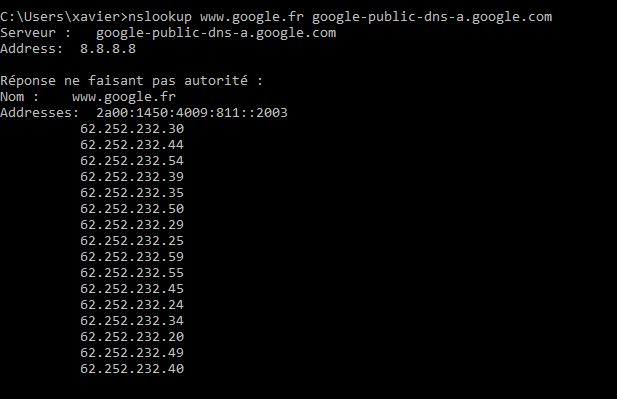 C:\Users\xavier>nslookup www.google.fr google-public-dns-a.google.com
Serveur :   google-public-dns-a.google.com
Address:  8.8.8.8

Réponse ne faisant pas autorité :
Nom :    www.google.fr
Addresses:  2a00:1450:4009:811::2003
          62.252.232.30
          62.252.232.44
          62.252.232.54
          62.252.232.39
          62.252.232.35
          62.252.232.50
          62.252.232.29
          62.252.232.25
          62.252.232.59
          62.252.232.55
          62.252.232.45
          62.252.232.24
          62.252.232.34
          62.252.232.20
          62.252.232.49
          62.252.232.40